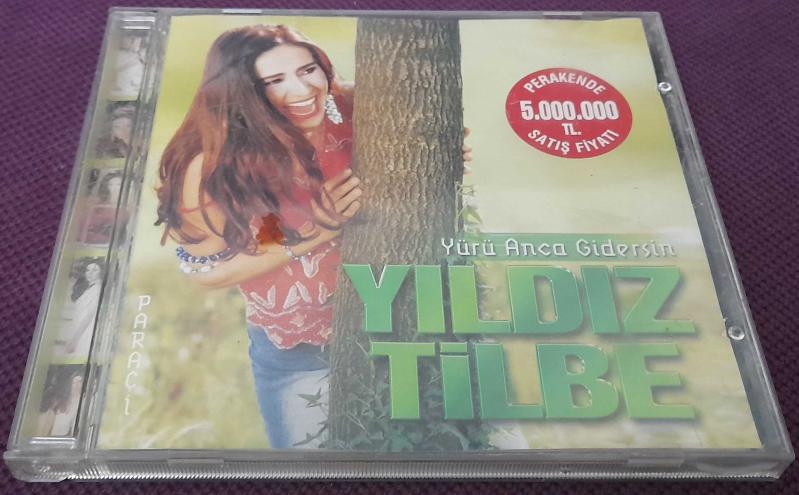 PERAKENDE
5.000.000
TL.
SATIŞ FİYATI
Yürü Anca Gidersin
YILDIZ
TİLBE
PARAÇİ